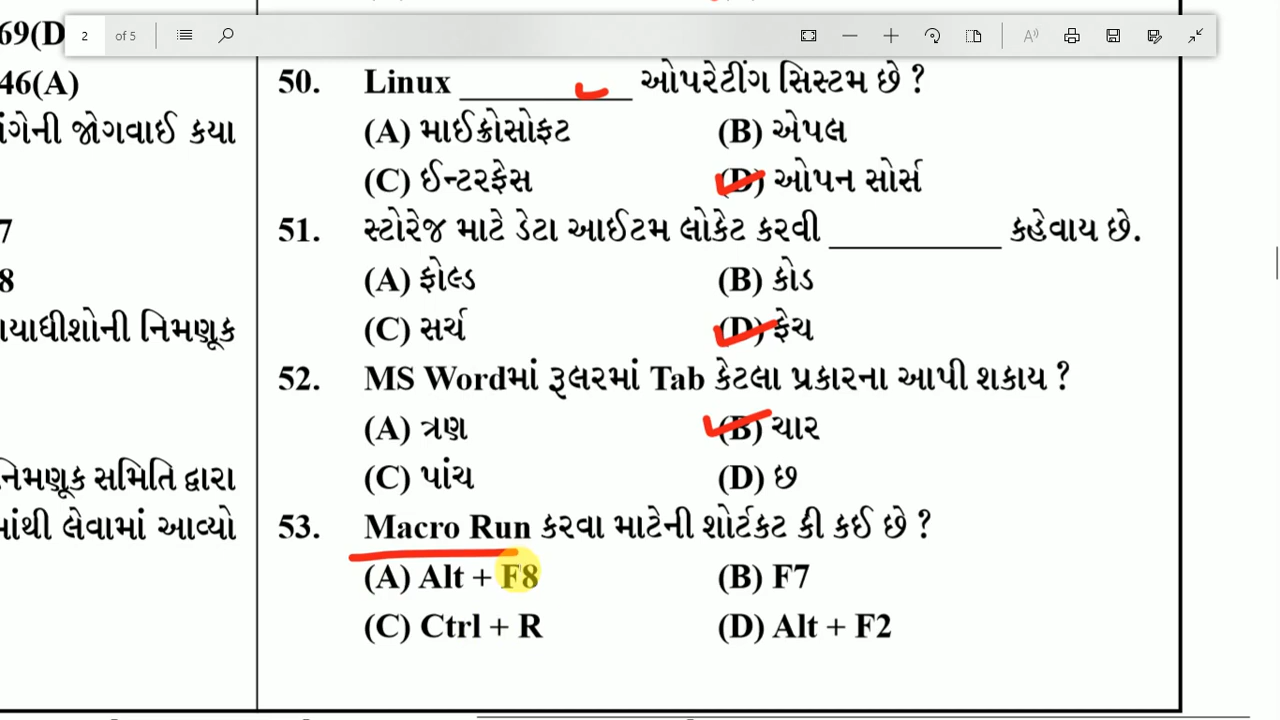 2 of 5
69(D
46(A)
ંગેની જોગવાઈ કયા
7
8
ાયાધીશોની નિમણૂક
નિમણૂક સમિતિ દ્વારા
માંથી લેવામાં આવ્યો
50. Linux ___________ ઓપરેટીંગ સિસ્ટમ છે ?
(A) માઈક્રોસોફ્ટ (B) એપલ
(C) ઈન્ટરફેસ (D) ઓપન સોર્સ
51. સ્ટોરેજ માટે ડેટા આઈટમ લોકેટ કરવી ___________ કહેવાય છે.
(A) ફોલ્ડ (B) કોડ
(C) સર્ચ (D) ફેચ
52. MS Wordમાં રૂલરમાં Tab કેટલા પ્રકારના આપી શકાય ?
(A) ત્રણ (B) ચાર
(C) પાંચ (D) છ
53. Macro Run કરવા માટેની શોર્ટકટ કી કઈ છે ?
(A) Alt + F8 (B) F7
(C) Ctrl + R (D) Alt + F2